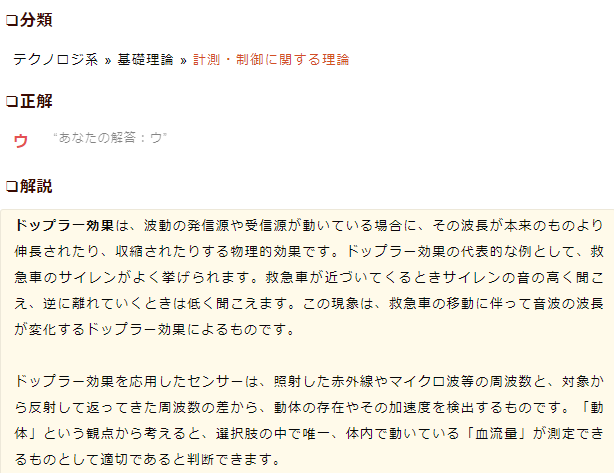 ❏分類
テクノロジ系 » 基礎理論 » 計測・制御に関する理論
❏正解
ウ “あなたの解答：ウ”
❏解説
ドップラー効果は、波動の発信源や受信源が動いている場合に、その波長が本来のものより
伸長されたり、収縮されたりする物理的効果です。ドップラー効果の代表的な例として、救
急車のサイレンがよく挙げられます。救急車が近づいてくるときサイレンの音の高く聞こ
え、逆に離れていくときは低く聞こえます。この現象は、救急車の移動に伴って音波の波長
が変化するドップラー効果によるものです。
ドップラー効果を応用したセンサーは、照射した赤外線やマイクロ波等の周波数と、対象か
ら反射して返ってきた周波数の差から、動体の存在やその加速度を検出するものです。「動
体」という観点から考えると、選択肢の中で唯一、体内で動いている「血流量」が測定でき
るものとして適切であると判断できます。